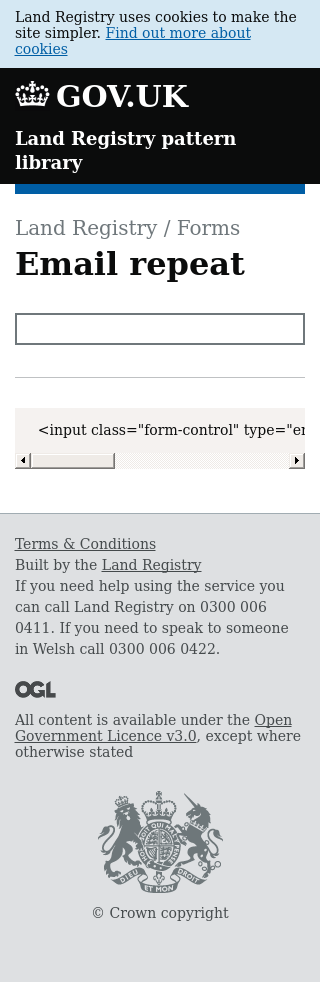 Land Registry uses cookies to make the
site simpler. Find out more about
cookies
GOV.UK
Land Registry pattern
library
Land Registry / Forms
Email repeat
<input class="form-control" type="er
Terms & Conditions
Built by the Land Registry
If you need help using the service you
can call Land Registry on 0300 006
0411. If you need to speak to someone
in Welsh call 0300 006 0422.
OGL
All content is available under the Open
Government Licence v3.0, except where
otherwise stated
DIEU ET MON DROIT
© Crown copyright